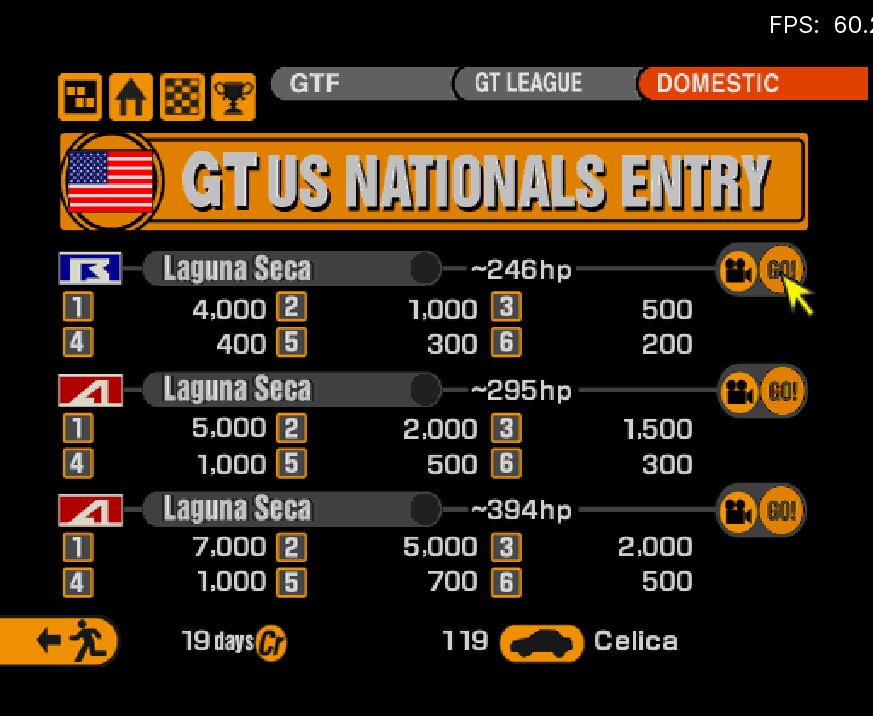 FPS: 60.2
GTF GT LEAGUE DOMESTIC
GT US NATIONALS ENTRY
B Laguna Seca ~246hp GO!
1 4,000 2 1,000 3 500
4 400 5 300 6 200
A Laguna Seca ~295hp GO!
1 5,000 2 2,000 3 1,500
4 1,000 5 500 6 300
A Laguna Seca ~394hp GO!
1 7,000 2 5,000 3 2,000
4 1,000 5 700 6 500
19 days Cr 119 Celica